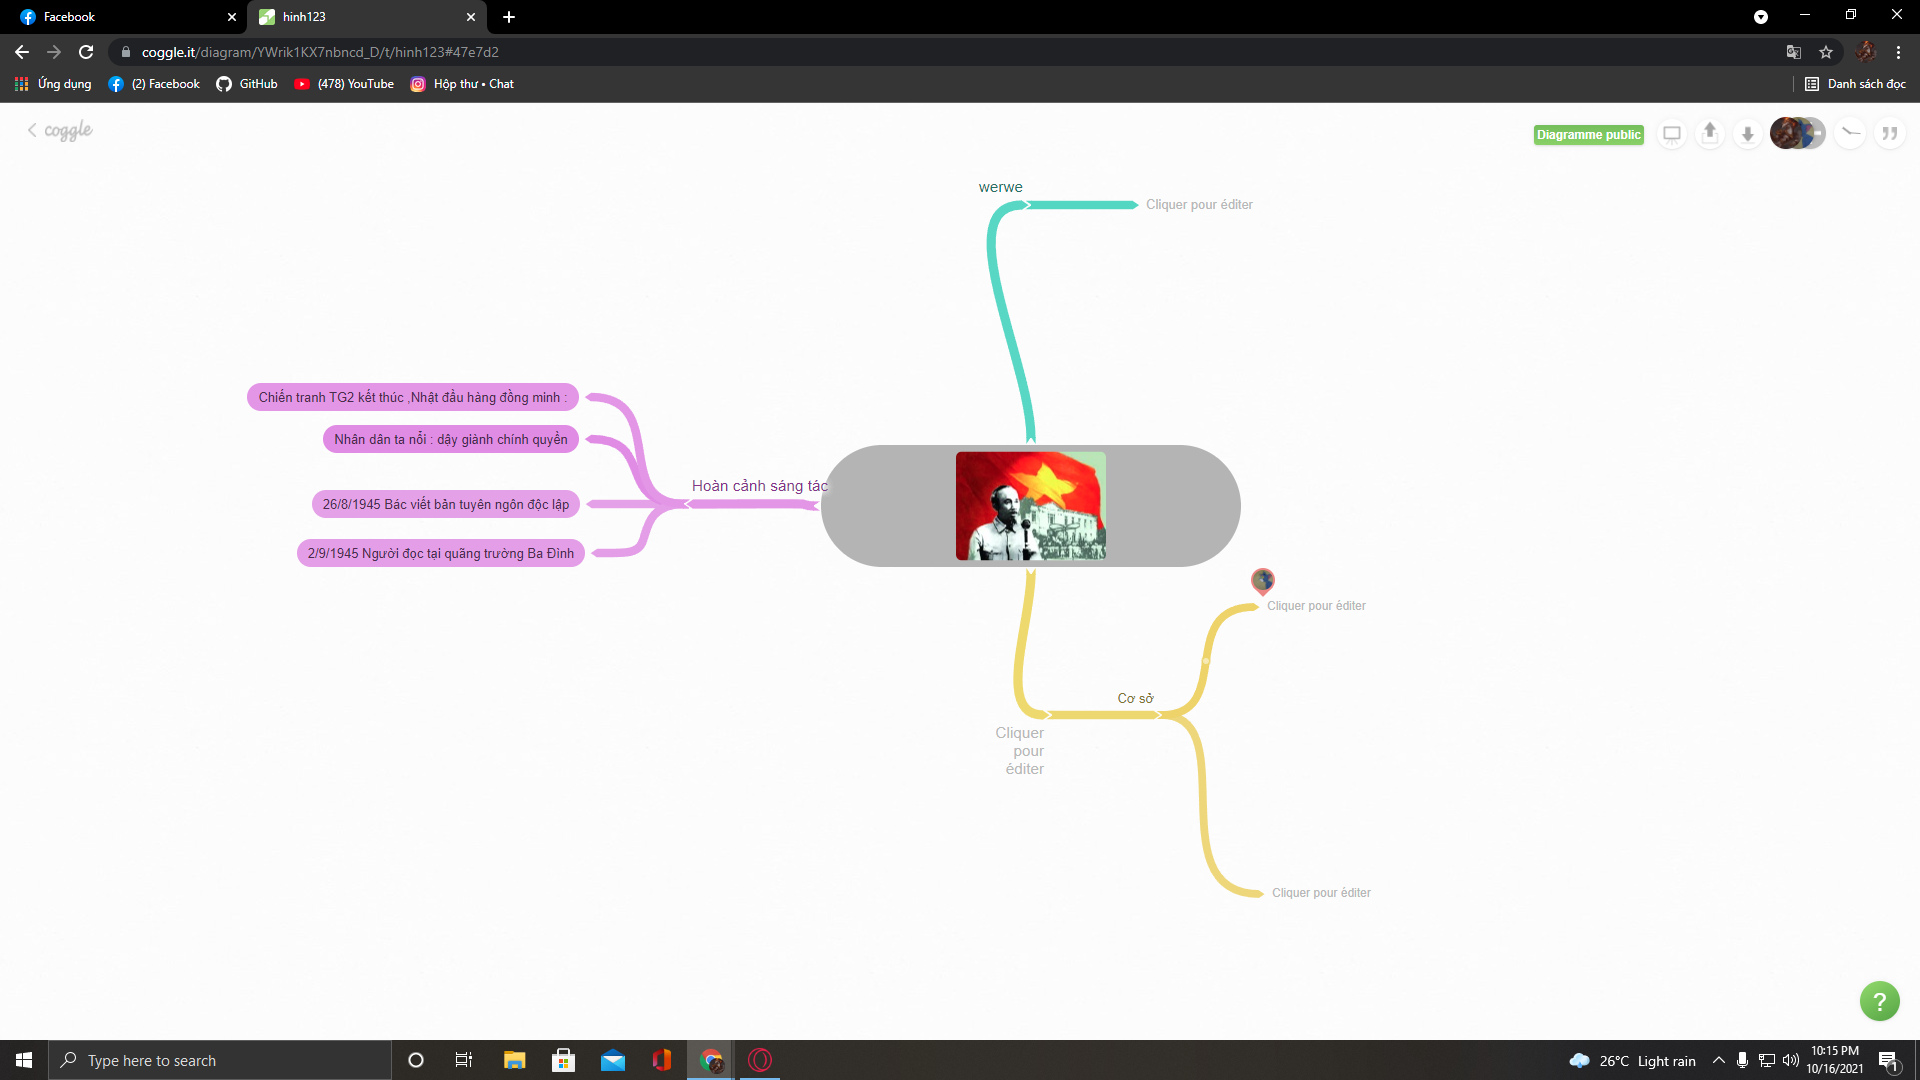 Facebook
hinh123
coggle.it/diagram/YWrik1KX7nbncd_D/t/hinh123#47e7d2
Ứng dụng
(2) Facebook
GitHub
(478) YouTube
Hộp thư • Chat
Danh sách đọc
coggle
Diagramme public
werwe
Cliquer pour éditer
Chiến tranh TG2 kết thúc ,Nhật đầu hàng đồng minh :
Nhân dân ta nổi : dậy giành chính quyền
Hoàn cảnh sáng tác
26/8/1945 Bác viết bản tuyên ngôn độc lập
2/9/1945 Người đọc tại quãng trường Ba Đình
Cliquer pour éditer
Cơ sở
Cliquer
pour
éditer
Cliquer pour éditer
?
Type here to search
26°C Light rain
10:15 PM
10/16/2021
1